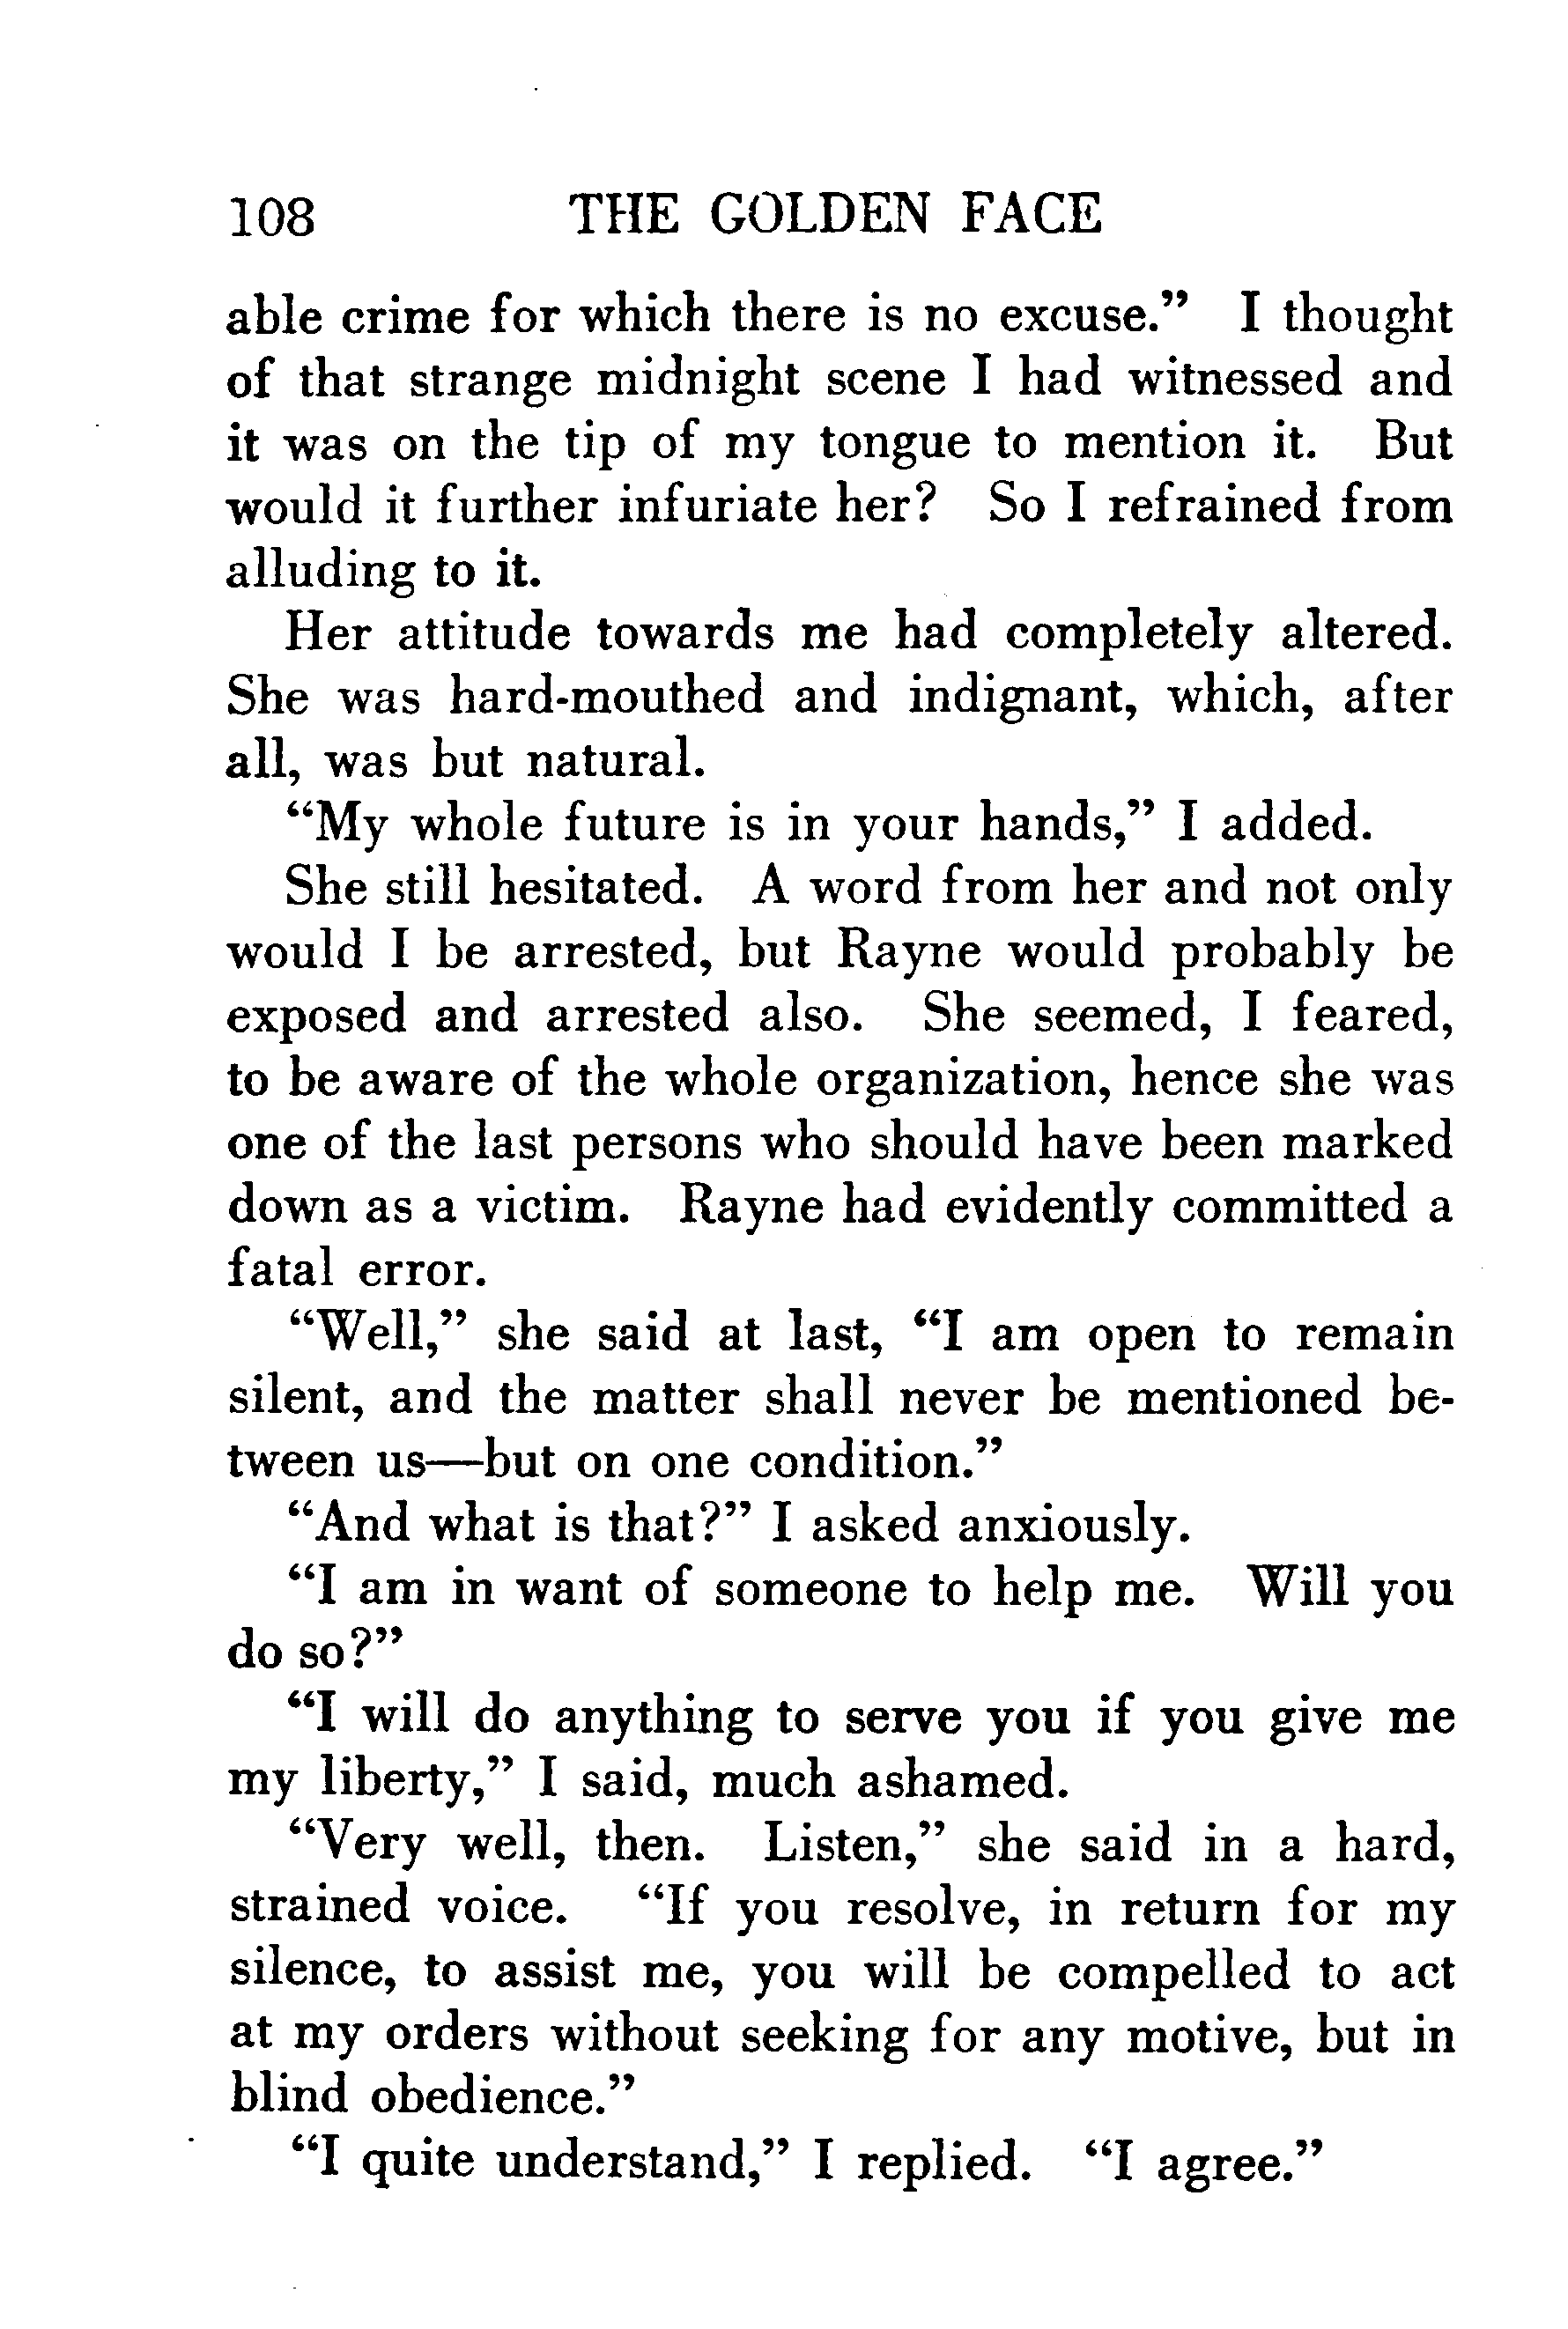 108 THE GOLDEN FACE
able crime for which there is no excuse.” I thought
of that strange midnight scene I had witnessed and
it was on the tip of my tongue to mention it. But
would it further infuriate her? So I refrained from
alluding to it.
Her attitude towards me had completely altered.
She was hard-mouthed and indignant, which, after
all, was but natural.
“My whole future is in your hands,” I added.
She still hesitated. A word from her and not only
would I be arrested, but Rayne would probably be
exposed and arrested also. She seemed, I feared,
to be aware of the whole organization, hence she was
one of the last persons who should have been marked
down as a victim. Rayne had evidently committed a
fatal error.
“Well,” she said at last, “I am open to remain
silent, and the matter shall never be mentioned be-
tween us—but on one condition.”
“And what is that?” I asked anxiously.
“I am in want of someone to help me. Will you
do so?”
“I will do anything to serve you if you give me
my liberty,” I said, much ashamed.
“Very well, then. Listen,” she said in a hard,
strained voice. “If you resolve, in return for my
silence, to assist me, you will be compelled to act
at my orders without seeking for any motive, but in
blind obedience.”
“I quite understand,” I replied. “I agree.”